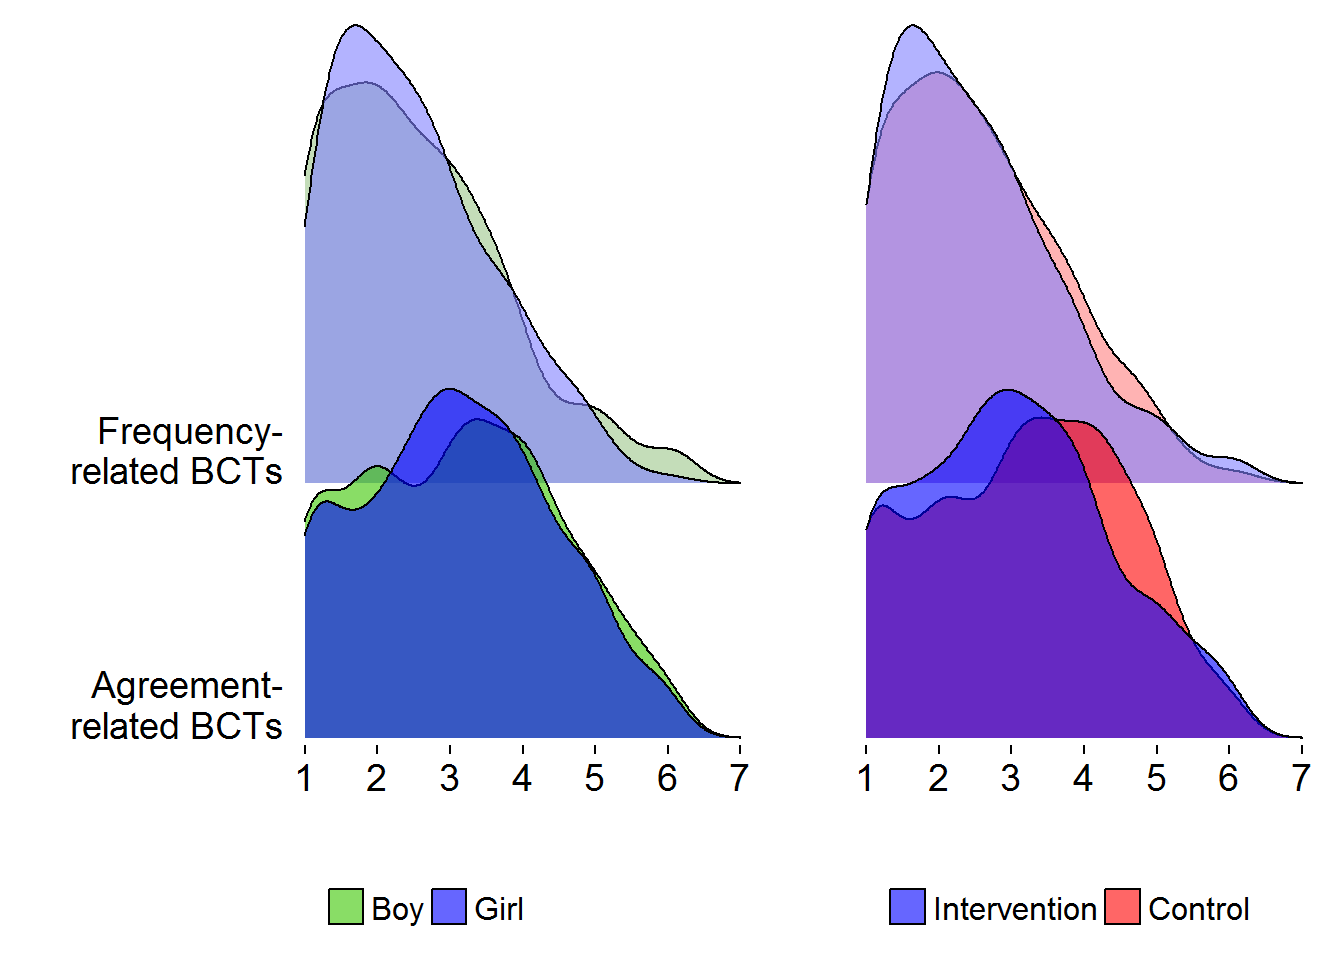 Frequency-
related BCTs
Agreement-
related BCTs
1 2 3 4 5 6 7
1 2 3 4 5 6 7
Boy Girl
Intervention Control